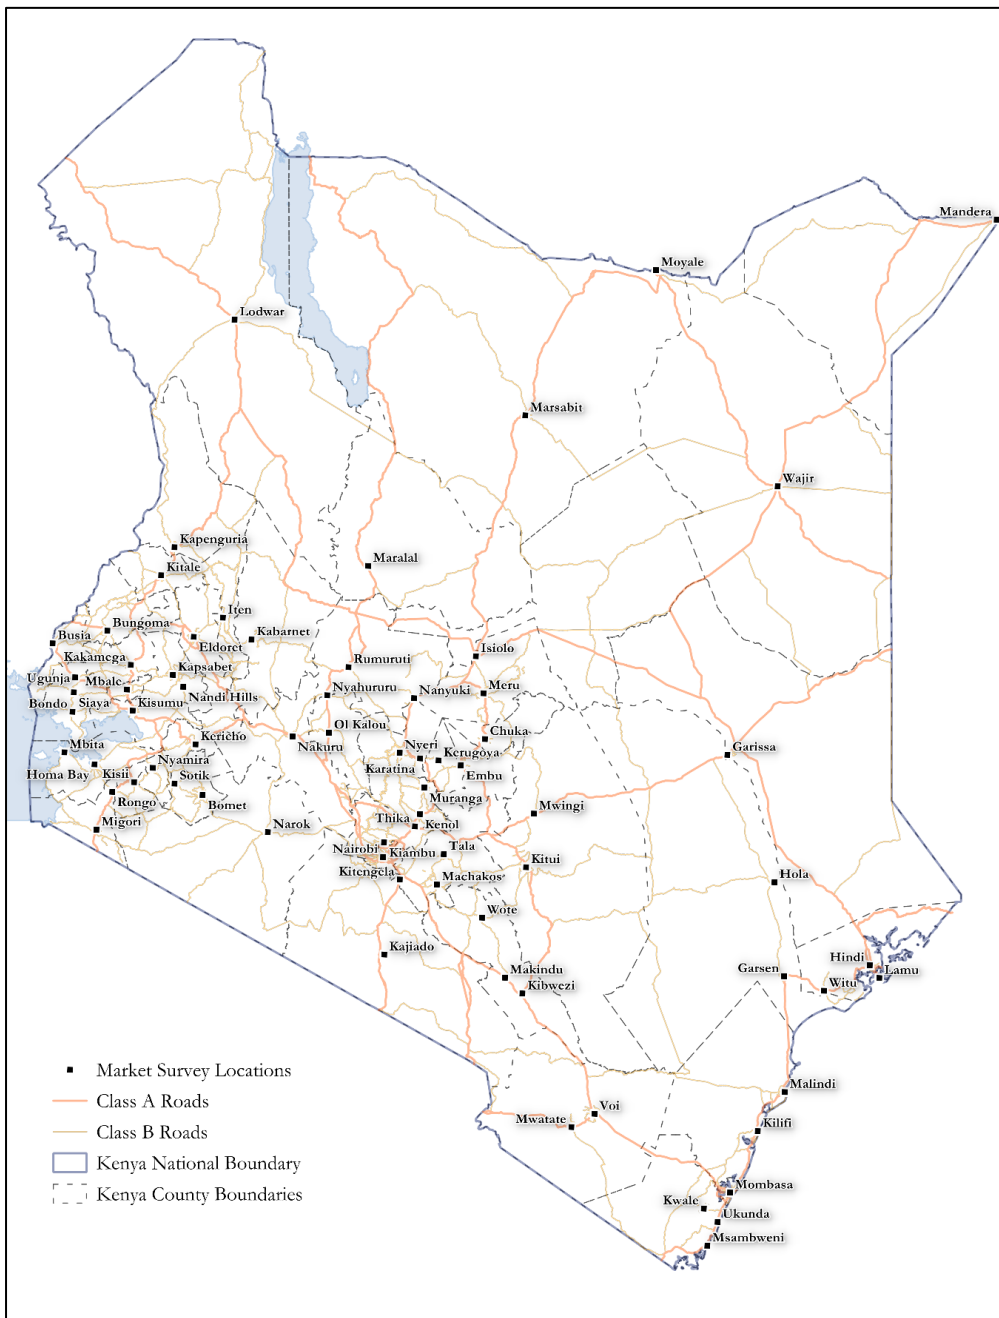 Mandera
Moyale
Lodwar
Marsabit
Wajir
Kapenguria
Maralal
Kitale
Iten
Bungoma
Busia
Eldoret
Kabarnet
Kakamega
Isiolo
Rumuruti
Kapsabet
Ugunja
Mbale
Meru
Nyahururu
Nanyuki
Nandi Hills
Bondo
Siaya
Kisumu
Ol Kalou
Chuka
Kericho
Mbita
Nakuru
Nyeri
Garissa
Kerugoya
Nyamira
Homa Bay
Kisii
Sotik
Karatina
Embu
Rongo
Bomet
Muranga
Mwingi
Migori
Narok
Thika
Kenol
Nairobi
Kiambu
Tala
Kitui
Kitengela
Machakos
Hola
Wote
Kajiado
Hindi
Makindu
Garsen
Lamu
Kibwezi
Witu
Market Survey Locations
Malindi
Class A Roads
Voi
Mwatate
Kilifi
Class B Roads
Kenya National Boundary
Mombasa
Kenya County Boundaries
Kwale
Ukunda
Msambweni